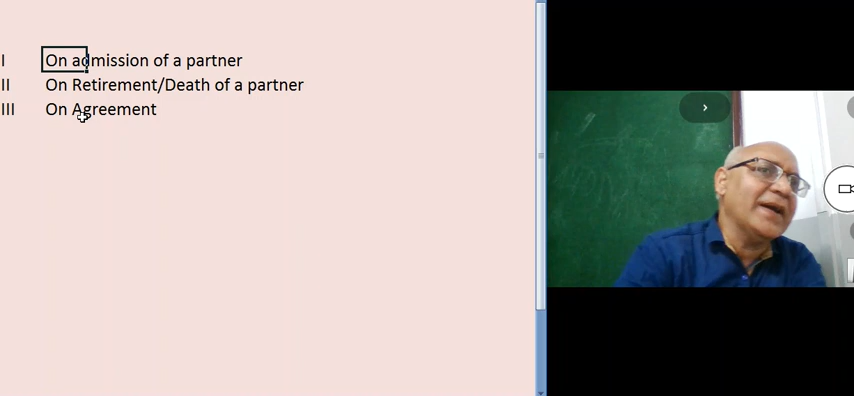 I On admission of a partner
II On Retirement/Death of a partner
III On Agreement